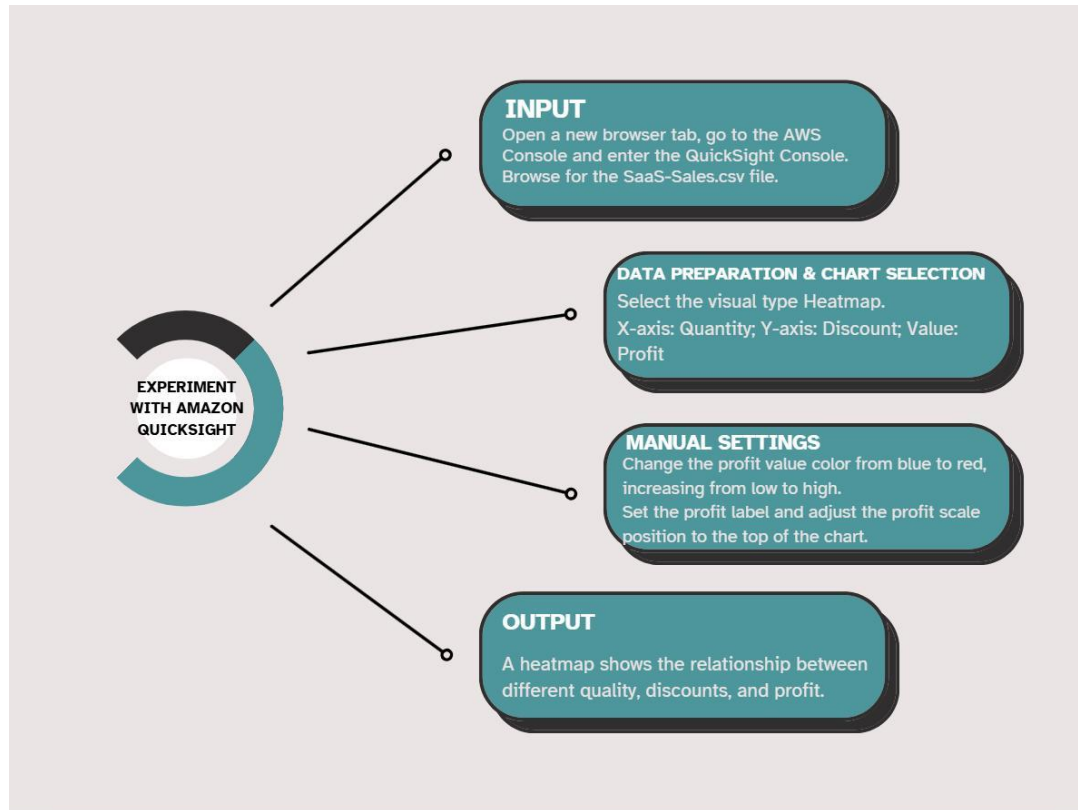 INPUT
Open a new browser tab, go to the AWS
Console and enter the QuickSight Console.
Browse for the SaaS-Sales.csv file.
DATA PREPARATION & CHART SELECTION
Select the visual type Heatmap.
X-axis: Quantity; Y-axis: Discount; Value:
Profit
EXPERIMENT
WITH AMAZON
QUICKSIGHT
MANUAL SETTINGS
Change the profit value color from blue to red,
increasing from low to high.
Set the profit label and adjust the profit scale
position to the top of the chart.
OUTPUT
A heatmap shows the relationship between
different quality, discounts, and profit.